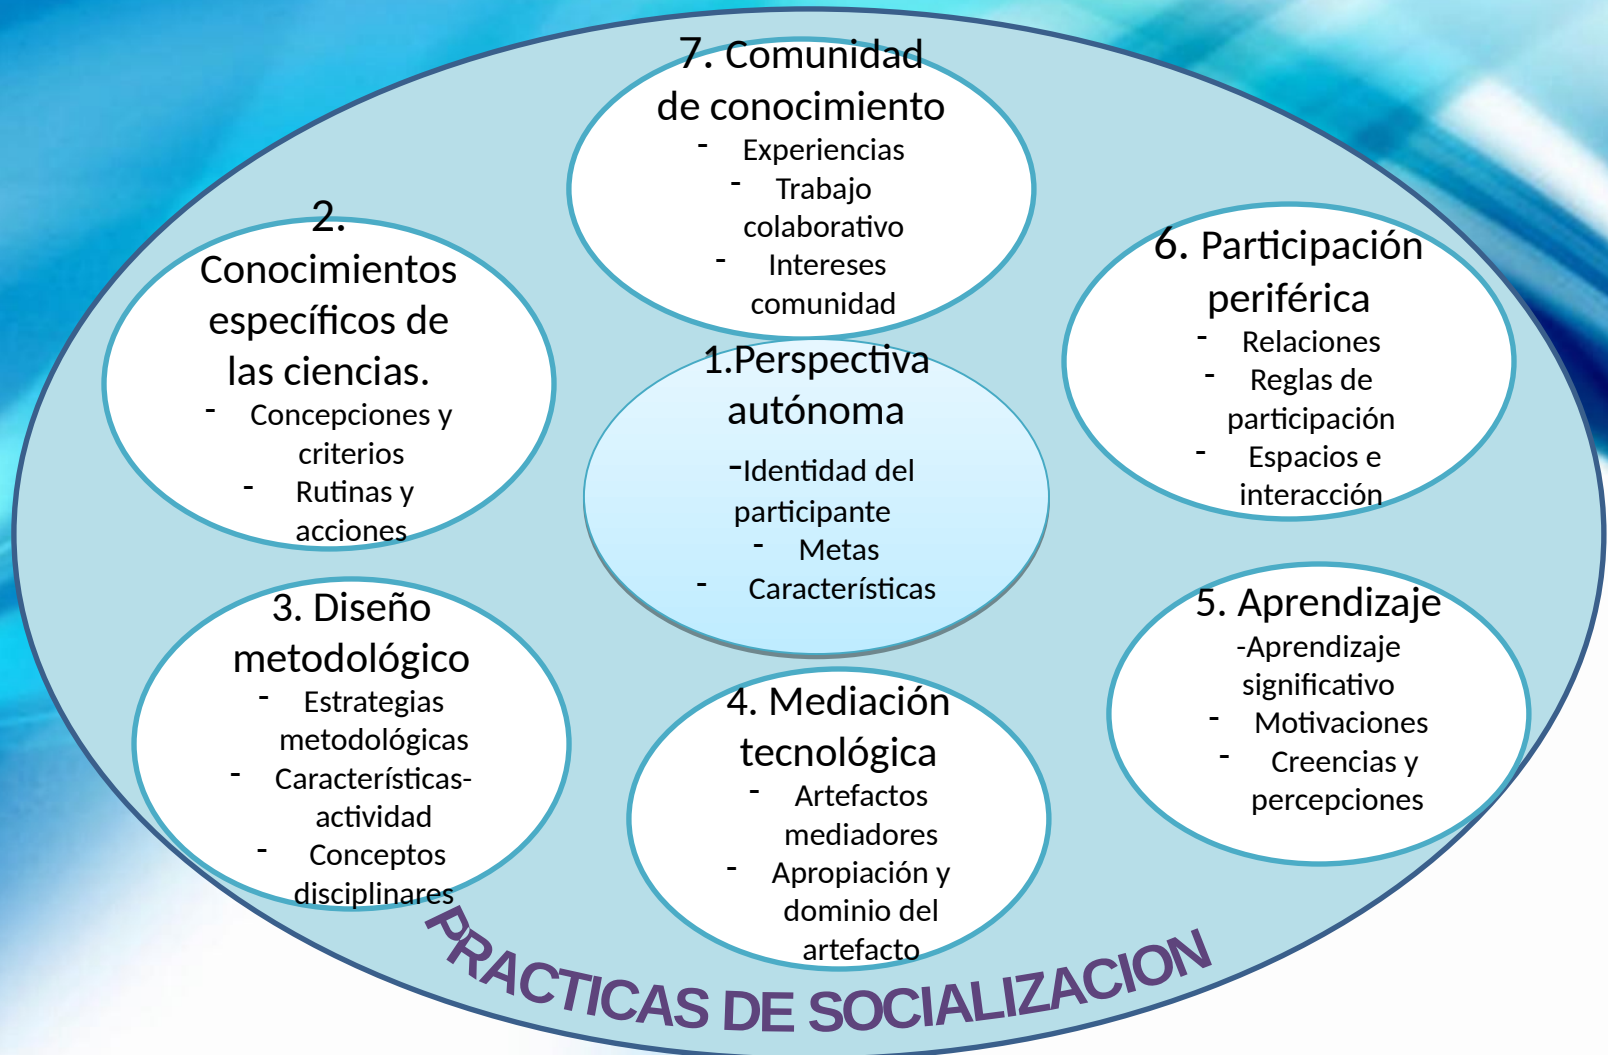 7. Comunidad
de conocimiento
- Experiencias
- Trabajo
colaborativo
- Intereses
comunidad
2.
Conocimientos
específicos de
las ciencias.
- Concepciones y
criterios
- Rutinas y
acciones
6. Participación
periférica
- Relaciones
- Reglas de
participación
- Espacios e
interacción
1.Perspectiva
autónoma
-Identidad del
participante
- Metas
- Características
3. Diseño
metodológico
- Estrategias
metodológicas
- Características-
actividad
- Conceptos
disciplinares
4. Mediación
tecnológica
- Artefactos
mediadores
- Apropiación y
dominio del
artefacto
5. Aprendizaje
-Aprendizaje
significativo
- Motivaciones
- Creencias y
percepciones
PRACTICAS DE SOCIALIZACION